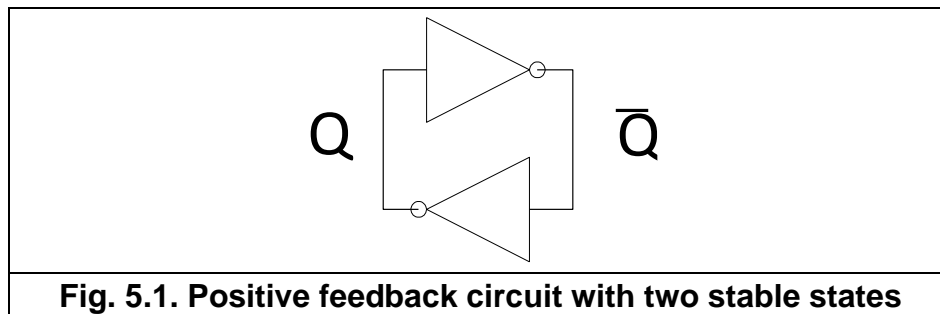 Q
Q̅
Fig. 5.1. Positive feedback circuit with two stable states